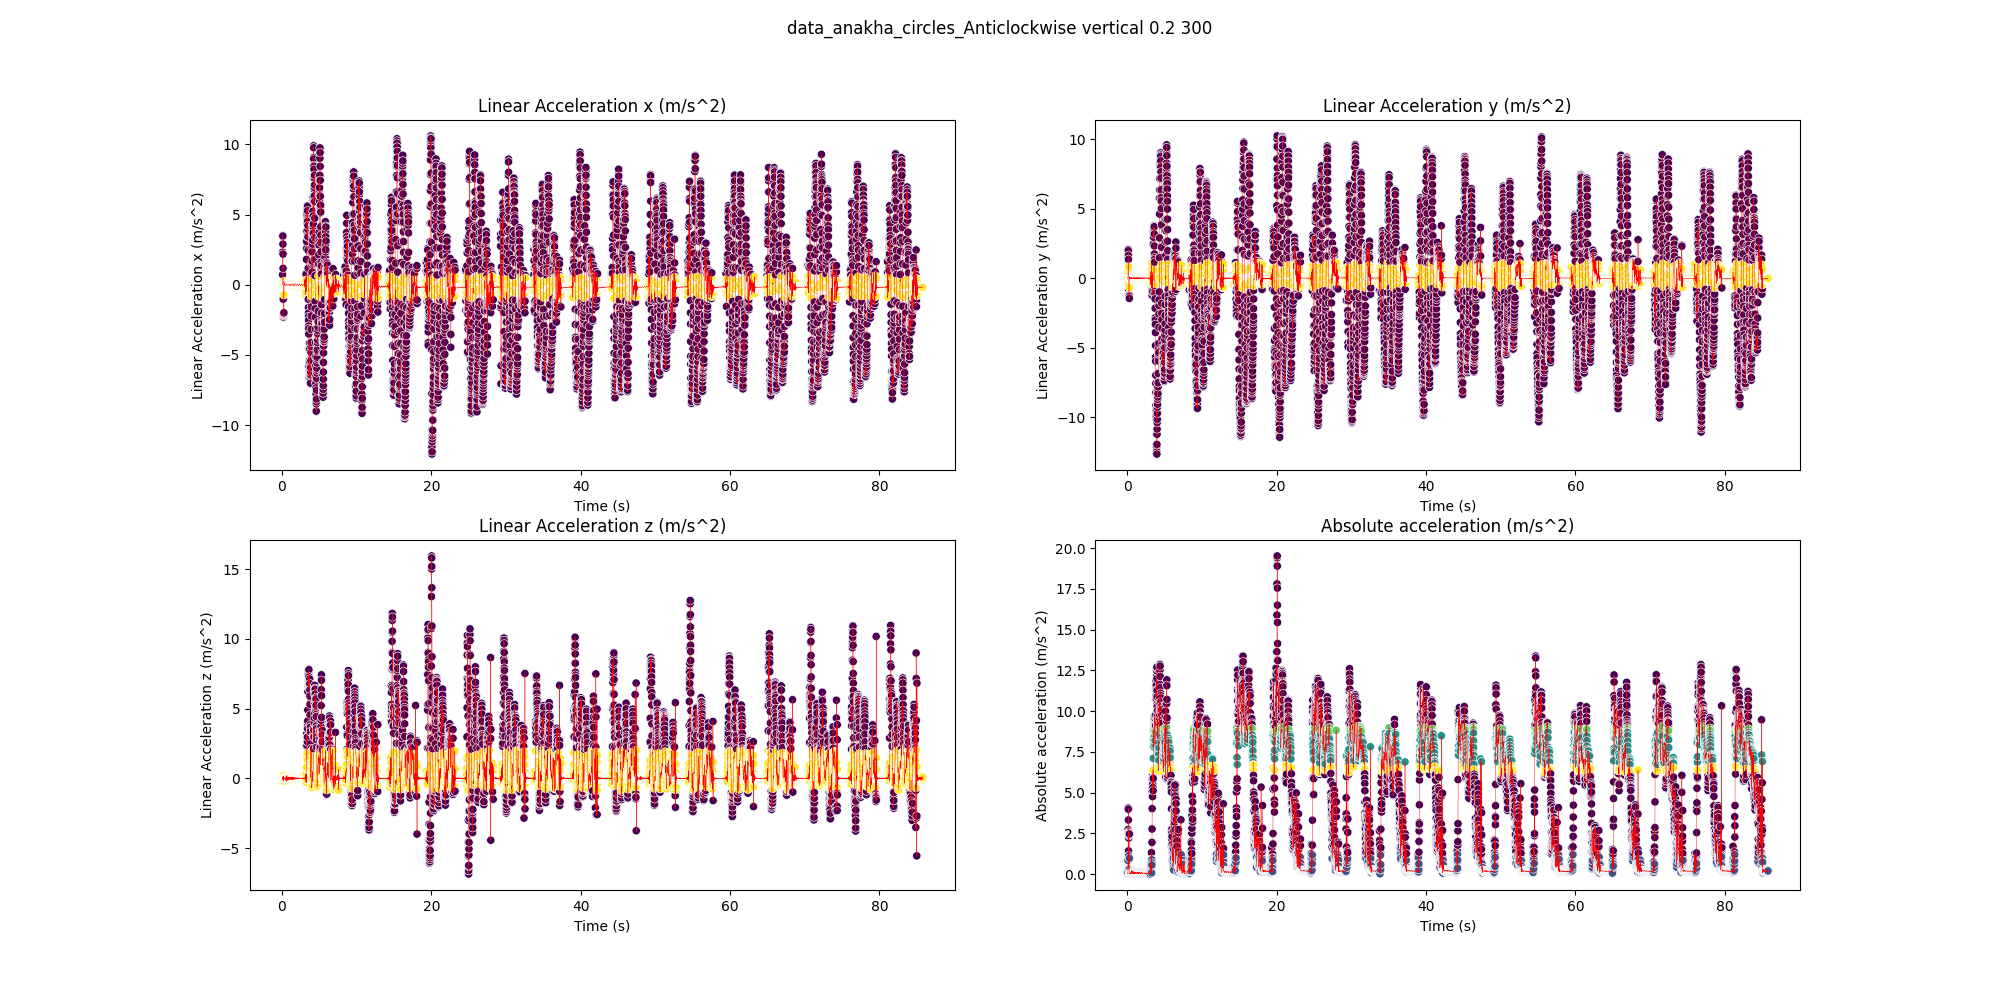 data_anakha_circles_Anticlockwise vertical 0.2 300
Linear Acceleration x (m/s^2)
Linear Acceleration x (m/s^2)
10
5
0
−5
−10
0 20 40 60 80
Time (s)
Linear Acceleration y (m/s^2)
Linear Acceleration y (m/s^2)
10
5
0
−5
−10
0 20 40 60 80
Time (s)
Linear Acceleration z (m/s^2)
Linear Acceleration z (m/s^2)
15
10
5
0
−5
0 20 40 60 80
Time (s)
Absolute acceleration (m/s^2)
Absolute acceleration (m/s^2)
20.0
17.5
15.0
12.5
10.0
7.5
5.0
2.5
0.0
0 20 40 60 80
Time (s)